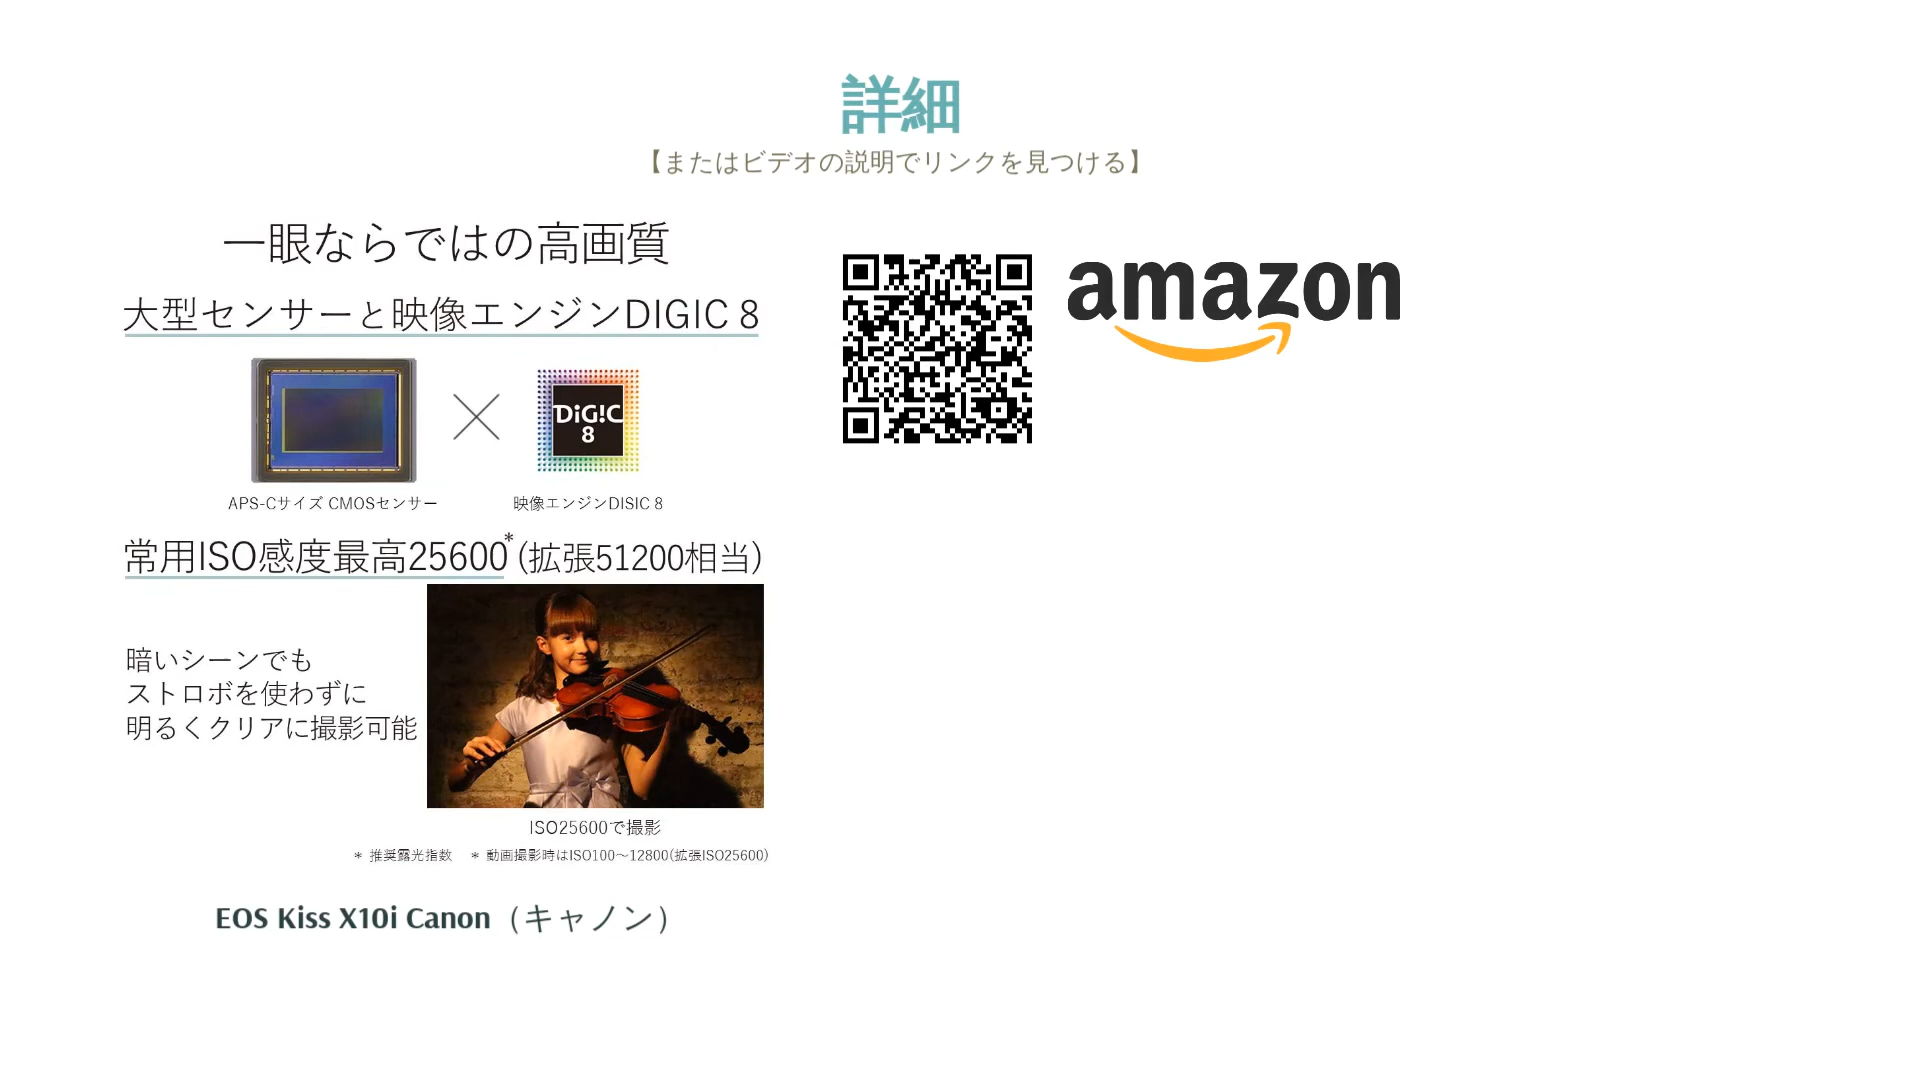 詳細
【またはビデオの説明でリンクを見つける】
一眼ならではの高画質
大型センサーと映像エンジンDIGIC 8
DiG!C
8
APS-Cサイズ CMOSセンサー
映像エンジンDISIC 8
常用ISO感度最高25600*(拡張51200相当)
暗いシーンでも
ストロボを使わずに
明るくクリアに撮影可能
ISO25600で撮影
* 推奨露光指数 * 動画撮影時はISO100～12800(拡張ISO25600)
EOS Kiss X10i Canon（キャノン）
amazon